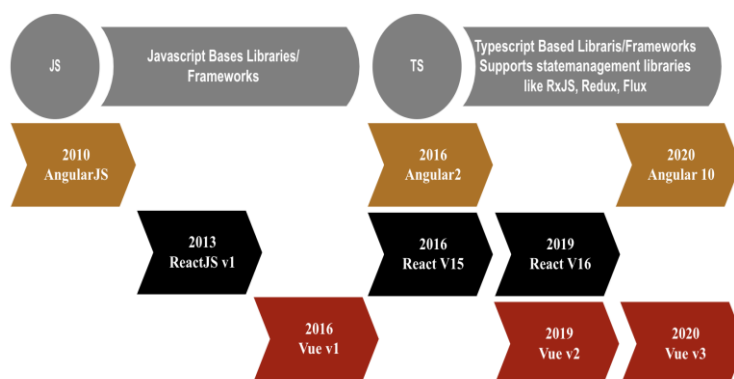 JS
Javascript Bases Libraries/
Frameworks
TS
Typescript Based Libraris/Frameworks
Supports statemanagement libraries
like RxJS, Redux, Flux
2010
AngularJS
2016
Angular2
2020
Angular 10
2013
ReactJS v1
2016
React V15
2019
React V16
2016
Vue v1
2019
Vue v2
2020
Vue v3